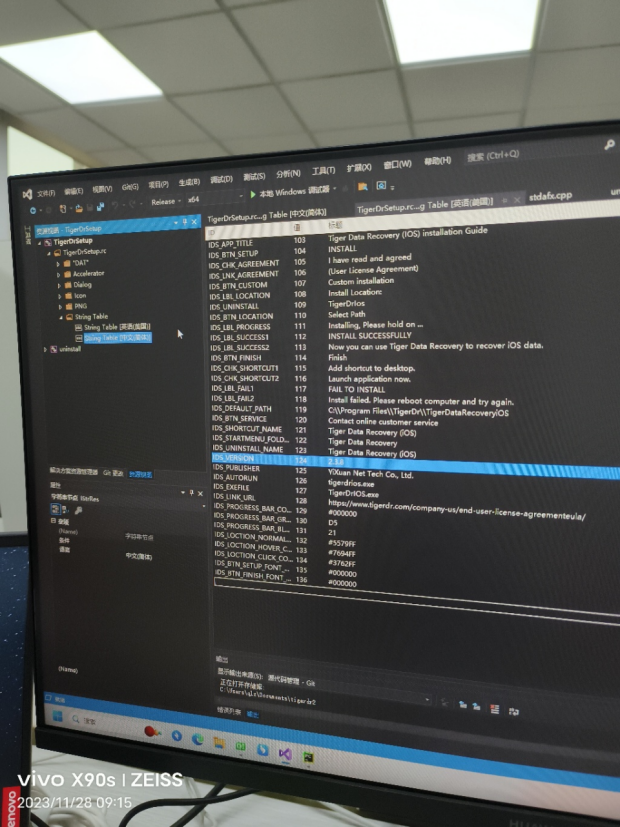 文件(F) 编辑(E) 视图(V) Git(G) 项目(P) 生成(B) 调试(D) 测试(S) 分析(N) 工具(T) 扩展(X) 窗口(W) 帮助(H) 搜索 (Ctrl+Q)
Release x64 本地 Windows 调试器
资源视图 - TigerDrSetup
TigerDrSetup
TigerDrSetup.rc
"DAT"
Accelerator
Dialog
Icon
PNG
String Table
String Table [英语(美国)]
String Table [中文(简体)]
uninstall
解决方案资源管理器 Git 更改 资源视图
属性
字符串节点 IResRes
杂项
(Name) 字符串节点
条件
语言 中文(简体)
(Name)
TigerDrSetup.rc...g Table [中文(简体)] TigerDrSetup.rc...g Table [英语(美国)] stdafx.cpp un
ID 值 标题
IDS_APP_TITLE 103 Tiger Data Recovery (IOS) installation Guide
IDS_BTN_SETUP 104 INSTALL
IDS_CHK_AGREEMENT 105 I have read and agreed
IDS_LNK_AGREEMENT 106 (User License Agreement)
IDS_BTN_CUSTOM 107 Custom installation
IDS_LBL_LOCATION 108 Install Location:
IDS_UNINSTALL 109 TigerDrIos
IDS_BTN_LOCATION 110 Select Path
IDS_LBL_PROGRESS 111 Installing, Please hold on ...
IDS_LBL_SUCCESS1 112 INSTALL SUCCESSFULLY
IDS_LBL_SUCCESS2 113 Now you can use Tiger Data Recovery to recover iOS data.
IDS_BTN_FINISH 114 Finish
IDS_CHK_SHORTCUT1 115 Add shortcut to desktop.
IDS_CHK_SHORTCUT2 116 Launch application now.
IDS_LBL_FAIL1 117 FAIL TO INSTALL
IDS_LBL_FAIL2 118 Install failed. Please reboot computer and try again.
IDS_DEFAULT_PATH 119 C:\\Program Files\\TigerDr\\TigerDataRecoveryiOS
IDS_BTN_SERVICE 120 Contact online customer service
IDS_SHORTCUT_NAME 121 Tiger Data Recovery (iOS)
IDS_STARTMENU_FOLD... 122 Tiger Data Recovery
IDS_UNINSTALL_NAME 123 Tiger Data Recovery (iOS)
IDS_VERSION 124
IDS_PUBLISHER 125 YiXuan Net Tech Co., Ltd.
IDS_AUTORUN 126 tigerdrios.exe
IDS_EXEFILE 127 TigerDrIOS.exe
IDS_LINK_URL 128 https://www.tigerdr.com/company-us/end-user-license-agreementeuia/
IDS_PROGRESS_BAR_CO... 129 #000000
IDS_PROGRESS_BAR_GR... 130 D5
IDS_PROGRESS_BAR_BL... 131 21
IDS_LOCTION_NORMAL... 132 #5579FF
IDS_LOCTION_HOVER_C... 133 #7694FF
IDS_LOCTION_CLICK_CO... 134 #3762FF
IDS_BTN_SETUP_FONT_... 135 #000000
IDS_BTN_FINISH_FONT_... 136 #000000
输出
显示输出来源(S): 源代码管理 - Git
正在打开存储库:
C:\Users\qls\Documents\tigerdr2
错误列表 输出
搜索
vivo X90s | ZEISS
2023/11/28 09:15
Lenovo